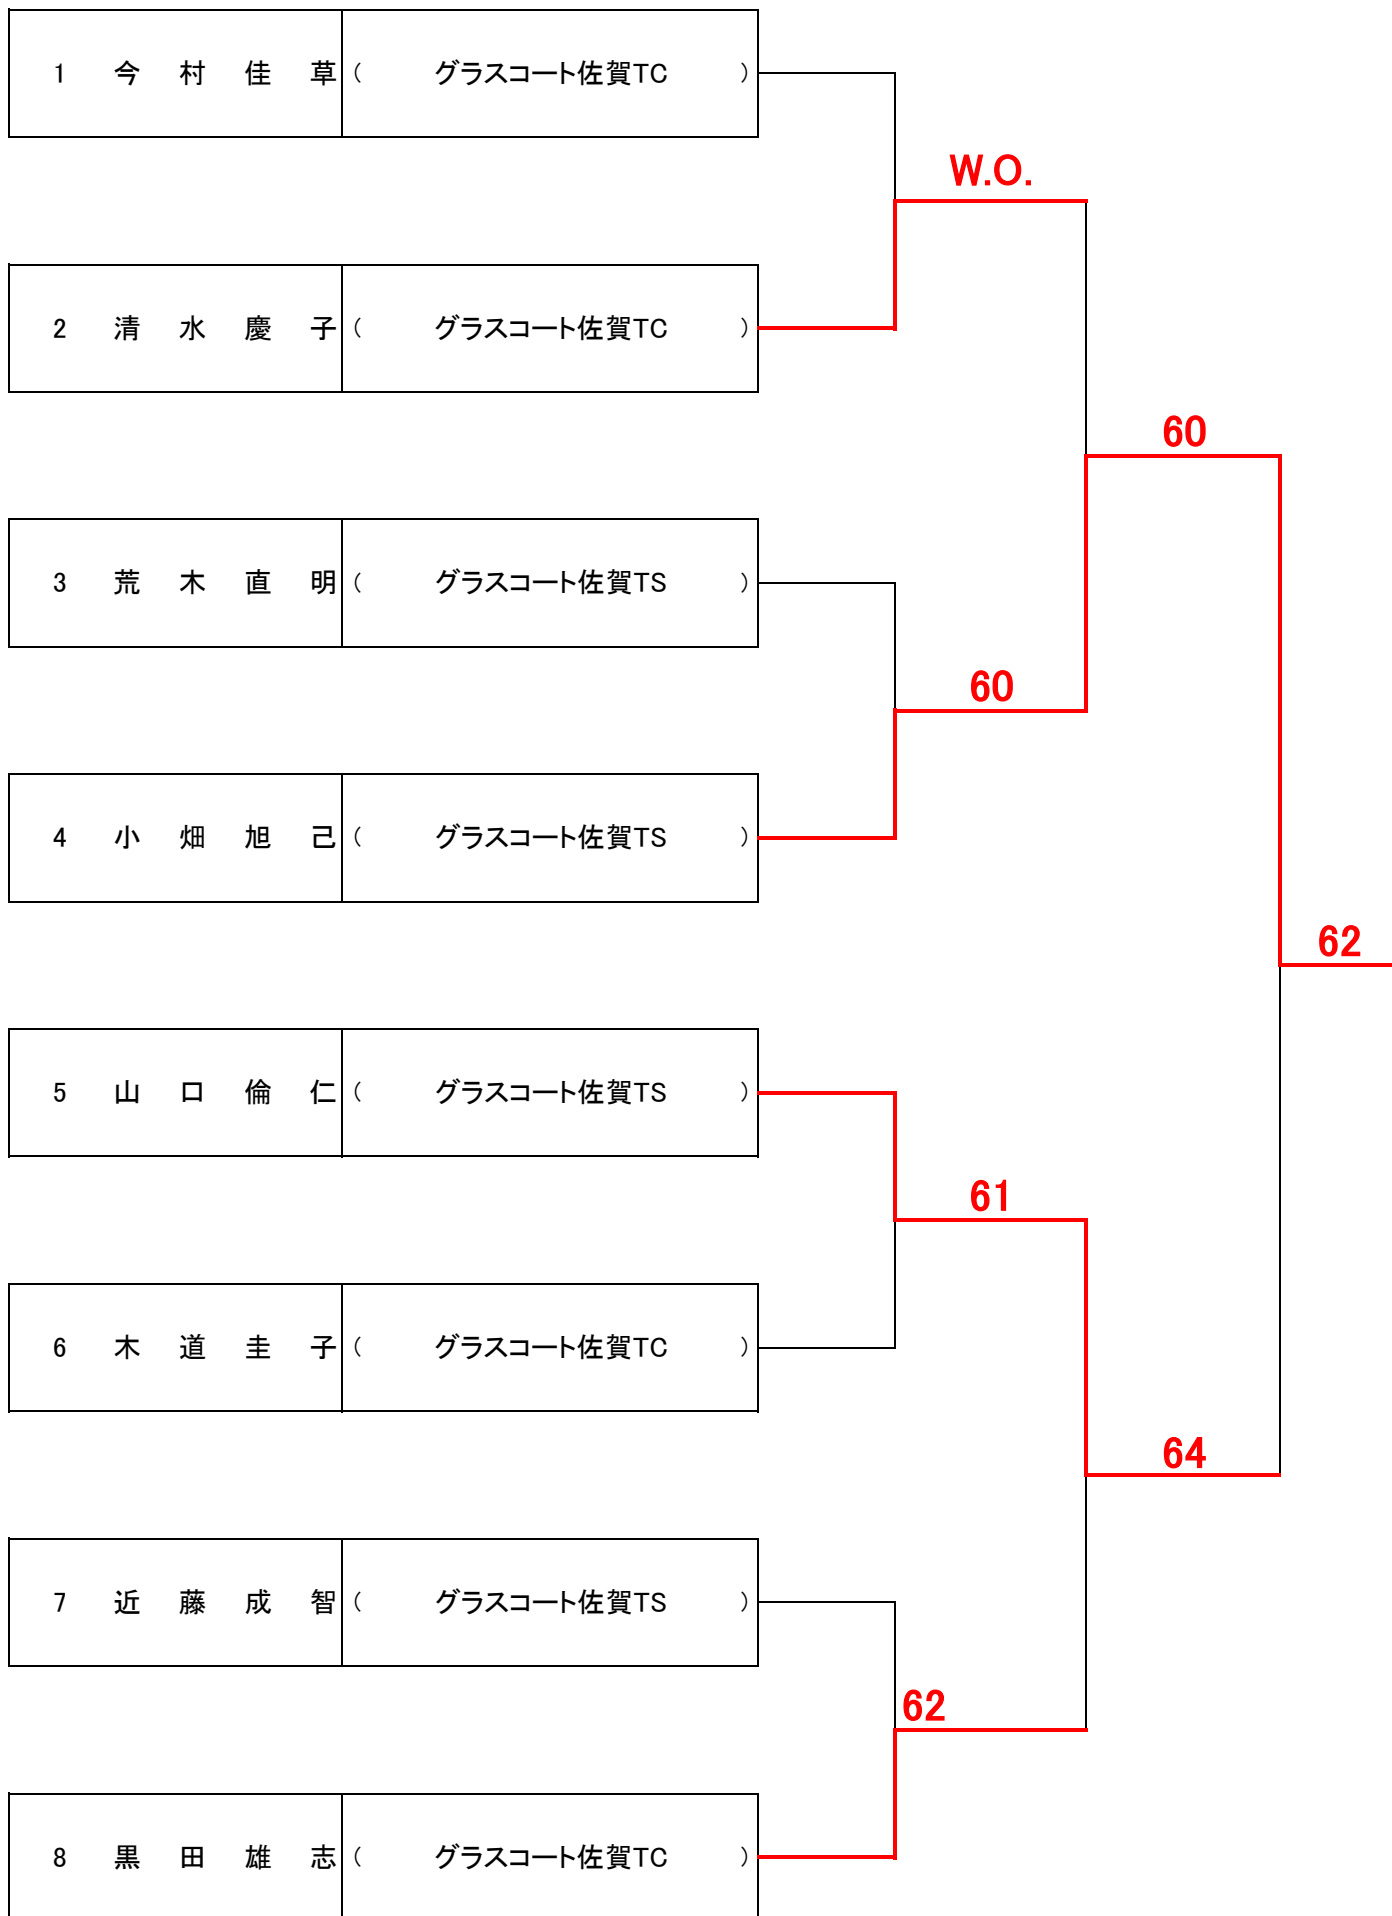 1 今村佳草 ( グラスコート佐賀TC )
W.O.
2 清水慶子 ( グラスコート佐賀TC )
60
3 荒木直明 ( グラスコート佐賀TS )
60
4 小畑旭己 ( グラスコート佐賀TS )
62
5 山口倫仁 ( グラスコート佐賀TS )
61
6 木道圭子 ( グラスコート佐賀TC )
64
7 近藤成智 ( グラスコート佐賀TS )
62
8 黒田雄志 ( グラスコート佐賀TC )